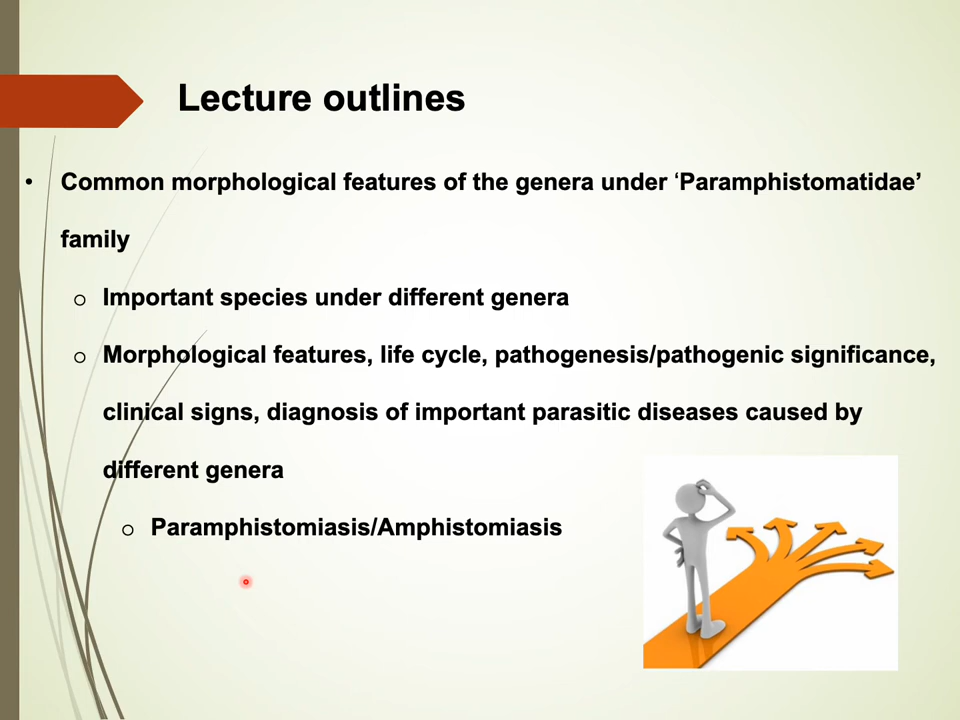 Lecture outlines
• Common morphological features of the genera under ‘Paramphistomatidae’
family
o Important species under different genera
o Morphological features, life cycle, pathogenesis/pathogenic significance,
clinical signs, diagnosis of important parasitic diseases caused by
different genera
o Paramphistomiasis/Amphistomiasis